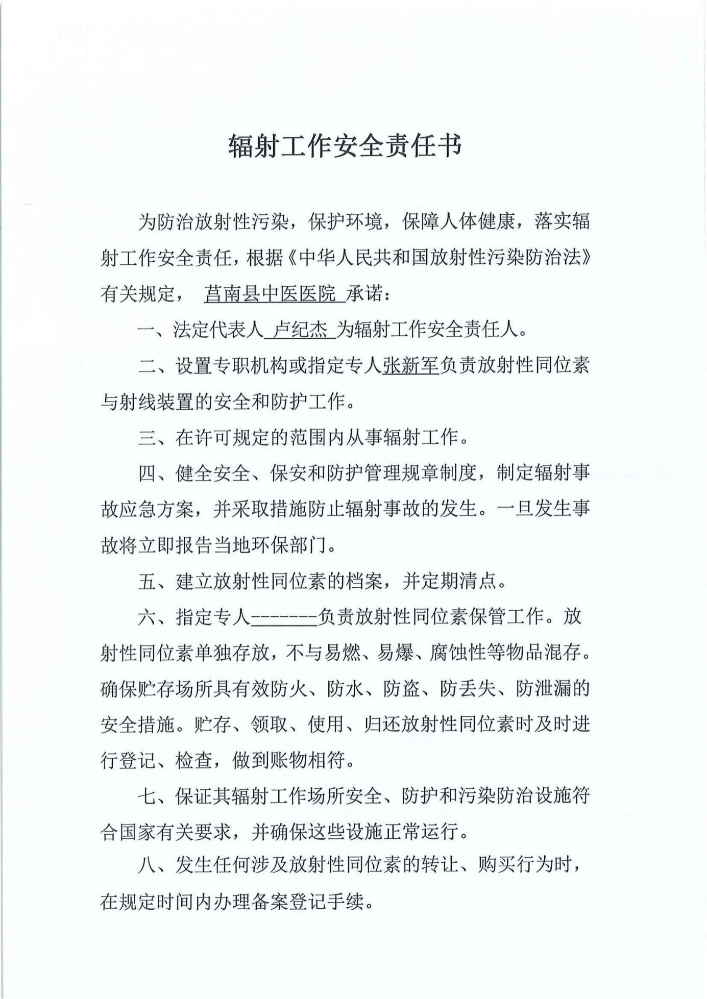 辐射工作安全责任书
为防治放射性污染，保护环境，保障人体健康，落实辐
射工作安全责任，根据《中华人民共和国放射性污染防治法》
有关规定， 莒南县中医医院 承诺：
一、法定代表人 卢纪杰 为辐射工作安全责任人。
二、设置专职机构或指定专人张新军负责放射性同位素
与射线装置的安全和防护工作。
三、在许可规定的范围内从事辐射工作。
四、健全安全、保安和防护管理规章制度，制定辐射事
故应急方案，并采取措施防止辐射事故的发生。一旦发生事
故将立即报告当地环保部门。
五、建立放射性同位素的档案，并定期清点。
六、指定专人-------负责放射性同位素保管工作。放
射性同位素单独存放，不与易燃、易爆、腐蚀性等物品混存。
确保贮存场所具有效防火、防水、防盗、防丢失、防泄漏的
安全措施。贮存、领取、使用、归还放射性同位素时及时进
行登记、检查，做到账物相符。
七、保证其辐射工作场所安全、防护和污染防治设施符
合国家有关要求，并确保这些设施正常运行。
八、发生任何涉及放射性同位素的转让、购买行为时，
在规定时间内办理备案登记手续。